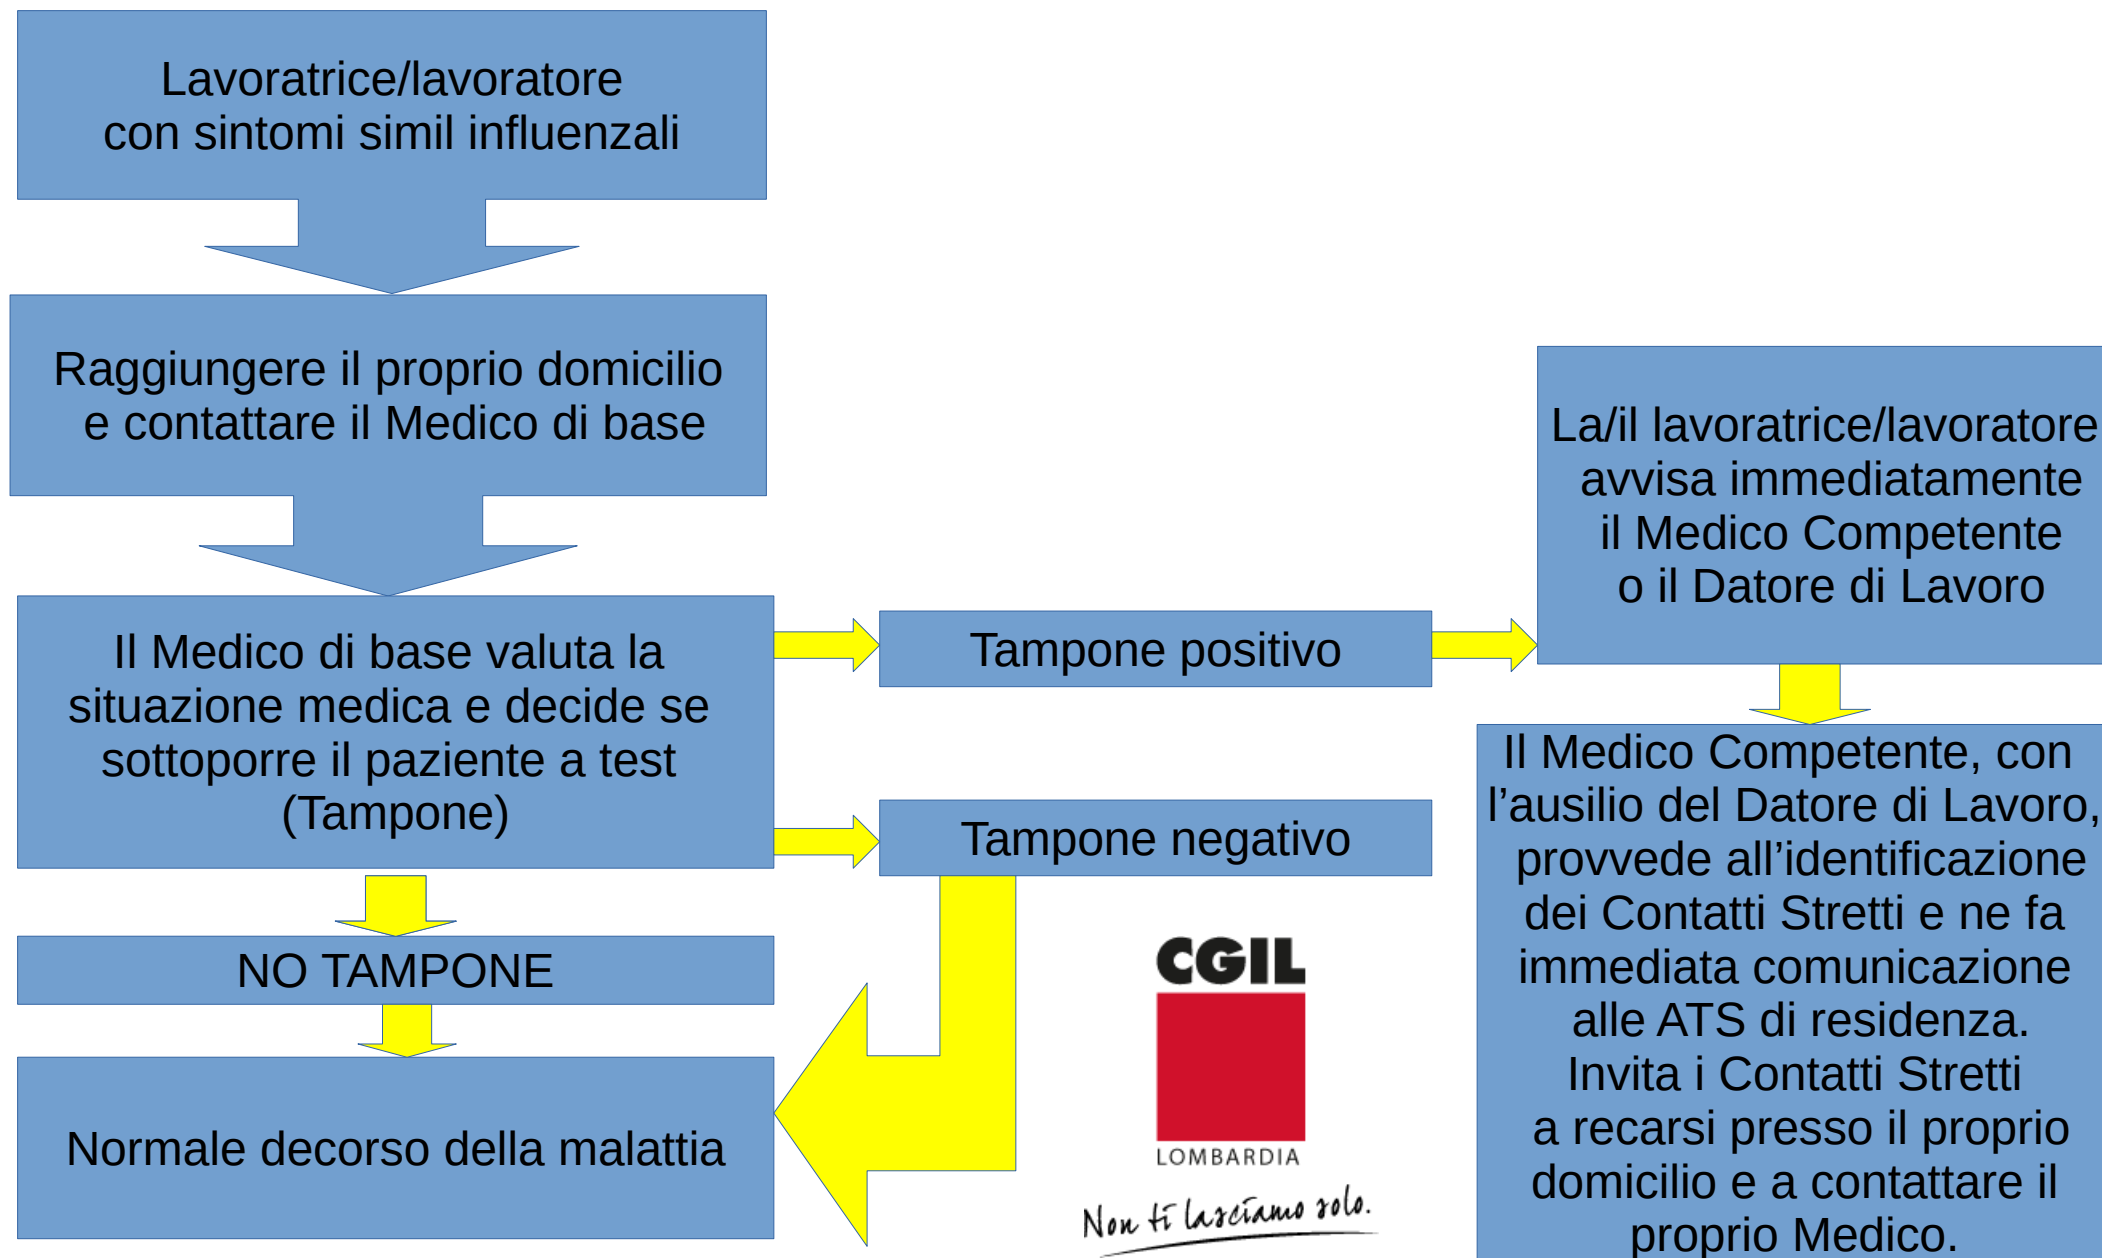 Lavoratrice/lavoratore
con sintomi simil influenzali
Raggiungere il proprio domicilio
e contattare il Medico di base
Il Medico di base valuta la
situazione medica e decide se
sottoporre il paziente a test
(Tampone)
NO TAMPONE
Normale decorso della malattia
Tampone positivo
Tampone negativo
La/il lavoratrice/lavoratore
avvisa immediatamente
il Medico Competente
o il Datore di Lavoro
Il Medico Competente, con
l’ausilio del Datore di Lavoro,
provvede all’identificazione
dei Contatti Stretti e ne fa
immediata comunicazione
alle ATS di residenza.
Invita i Contatti Stretti
a recarsi presso il proprio
domicilio e a contattare il
proprio Medico.
CGIL
LOMBARDIA
Non ti lasciamo solo.